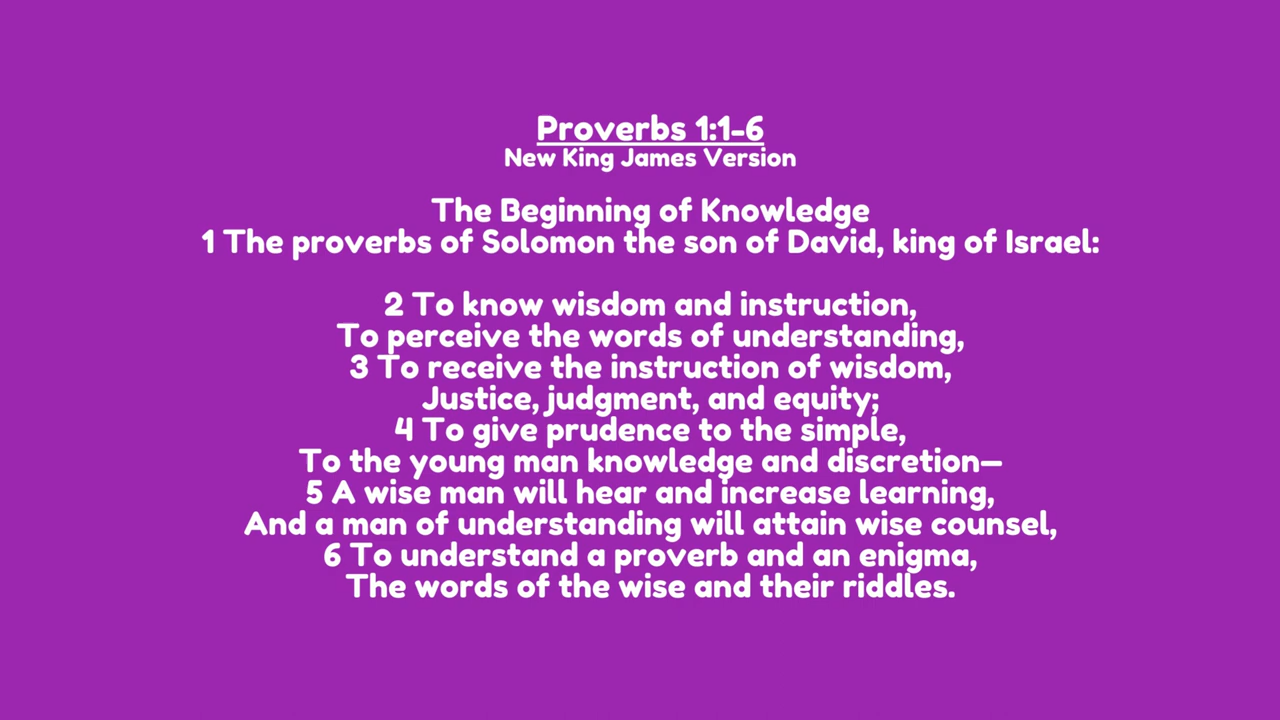 Proverbs 1:1-6
New King James Version
The Beginning of Knowledge
1 The proverbs of Solomon the son of David, king of Israel:
2 To know wisdom and instruction,
To perceive the words of understanding,
3 To receive the instruction of wisdom,
Justice, judgment, and equity;
4 To give prudence to the simple,
To the young man knowledge and discretion—
5 A wise man will hear and increase learning,
And a man of understanding will attain wise counsel,
6 To understand a proverb and an enigma,
The words of the wise and their riddles.